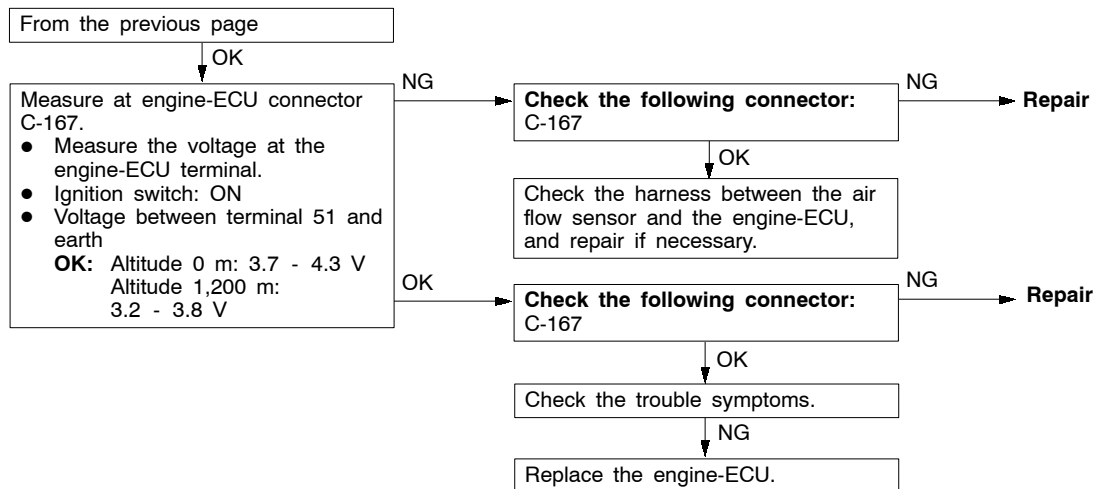 From the previous page
OK
Measure at engine-ECU connector
C-167.
● Measure the voltage at the
engine-ECU terminal.
● Ignition switch: ON
● Voltage between terminal 51 and
earth
OK: Altitude 0 m: 3.7 - 4.3 V
Altitude 1,200 m:
3.2 - 3.8 V
NG
Check the following connector:
C-167
NG
Repair
OK
Check the harness between the air
flow sensor and the engine-ECU,
and repair if necessary.
OK
Check the following connector:
C-167
NG
Repair
OK
Check the trouble symptoms.
NG
Replace the engine-ECU.